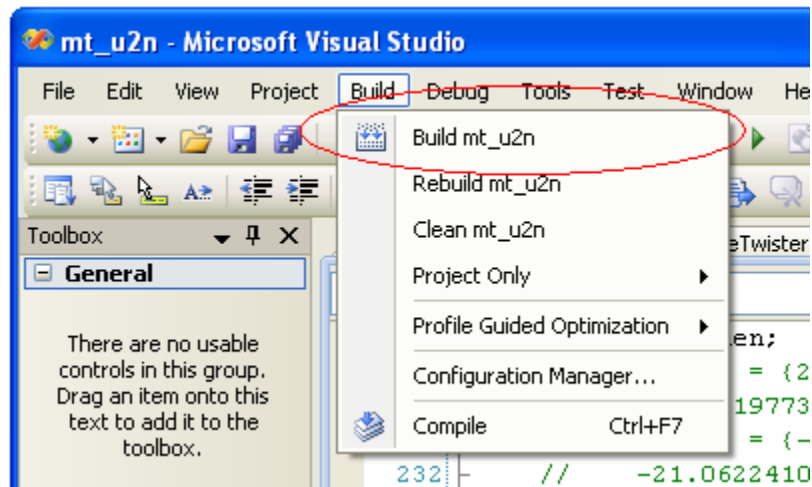 mt_u2n - Microsoft Visual Studio
File Edit View Project Build Debug Tools Test Window He
Build mt_u2n
Rebuild mt_u2n
Clean mt_u2n
Project Only
Profile Guided Optimization
Configuration Manager...
Compile Ctrl+F7
Toolbox
General
There are no usable
controls in this group.
Drag an item onto this
text to add it to the
toolbox.
eTwister
en;
= {2
19773
= {-
232 // -21.0622410